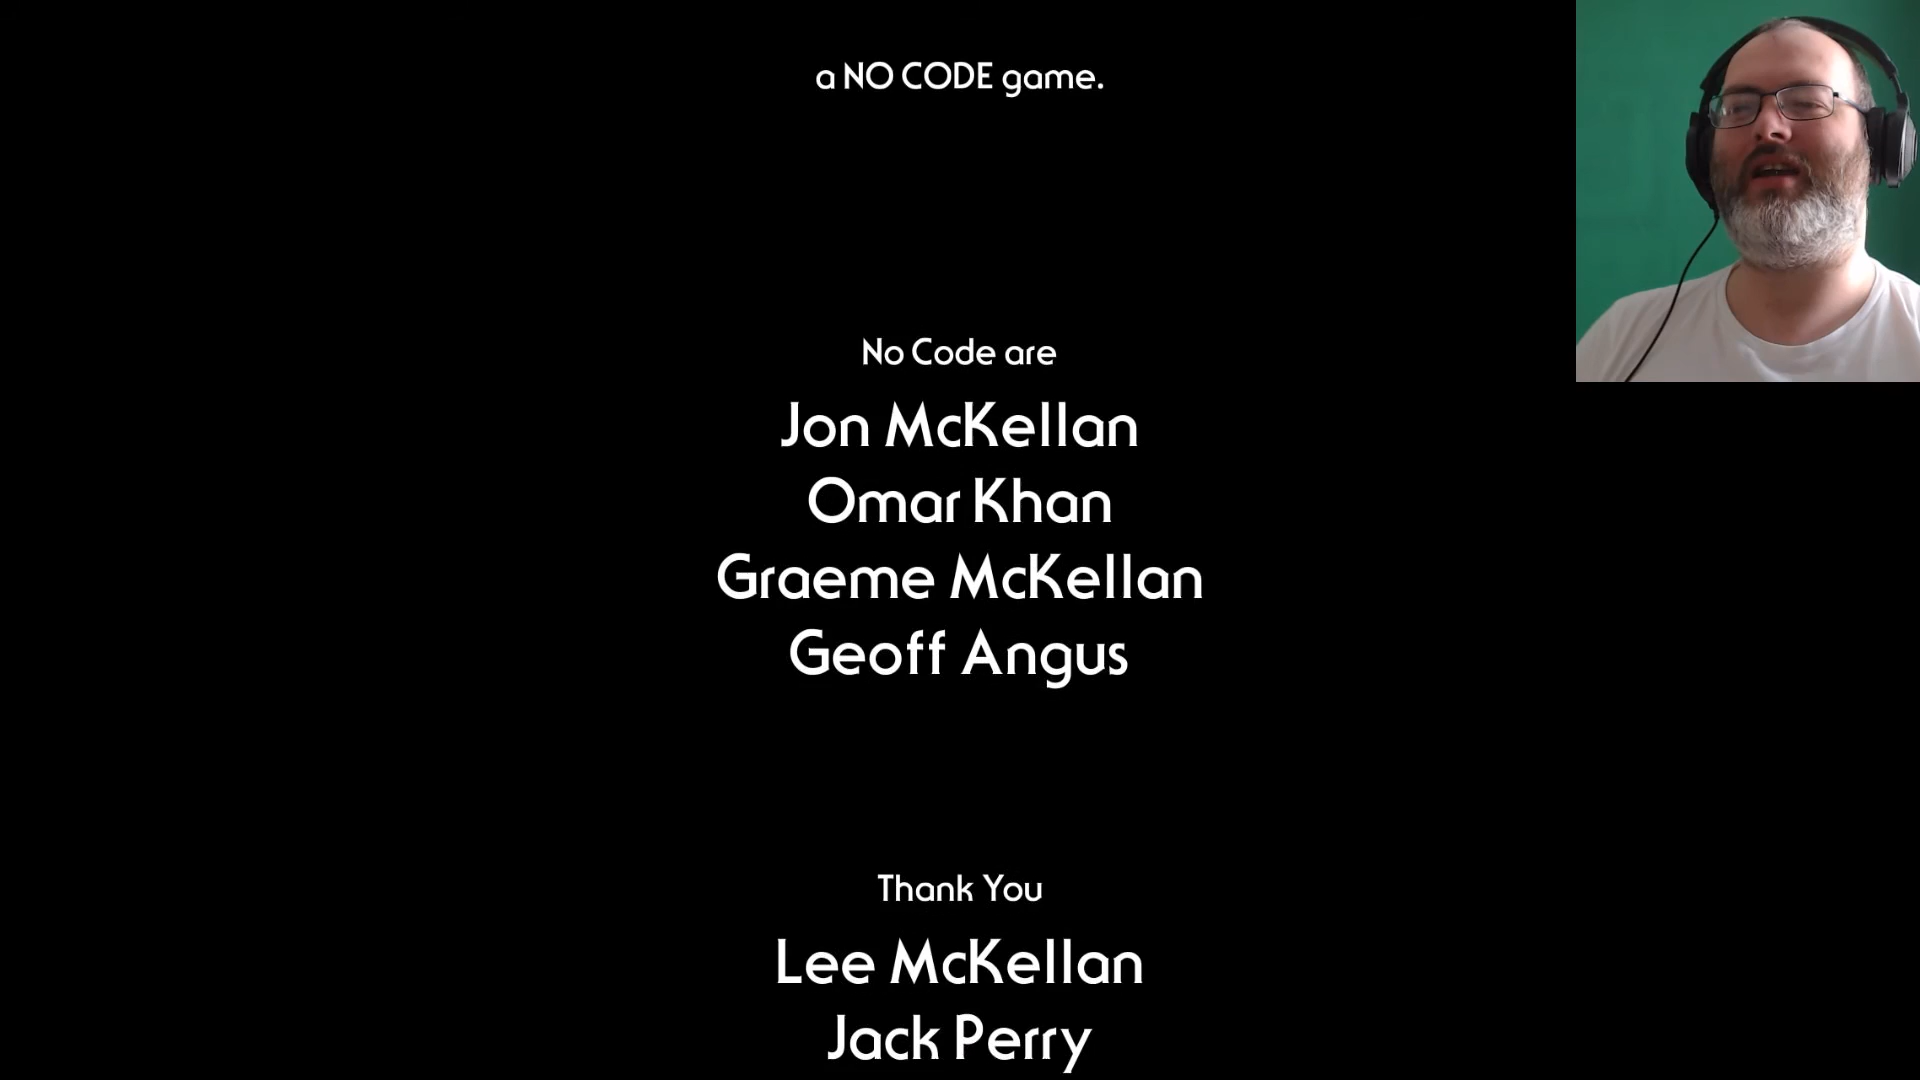 a NO CODE game.
No Code are
Jon McKellan
Omar Khan
Graeme McKellan
Geoff Angus
Thank You
Lee McKellan
Jack Perry